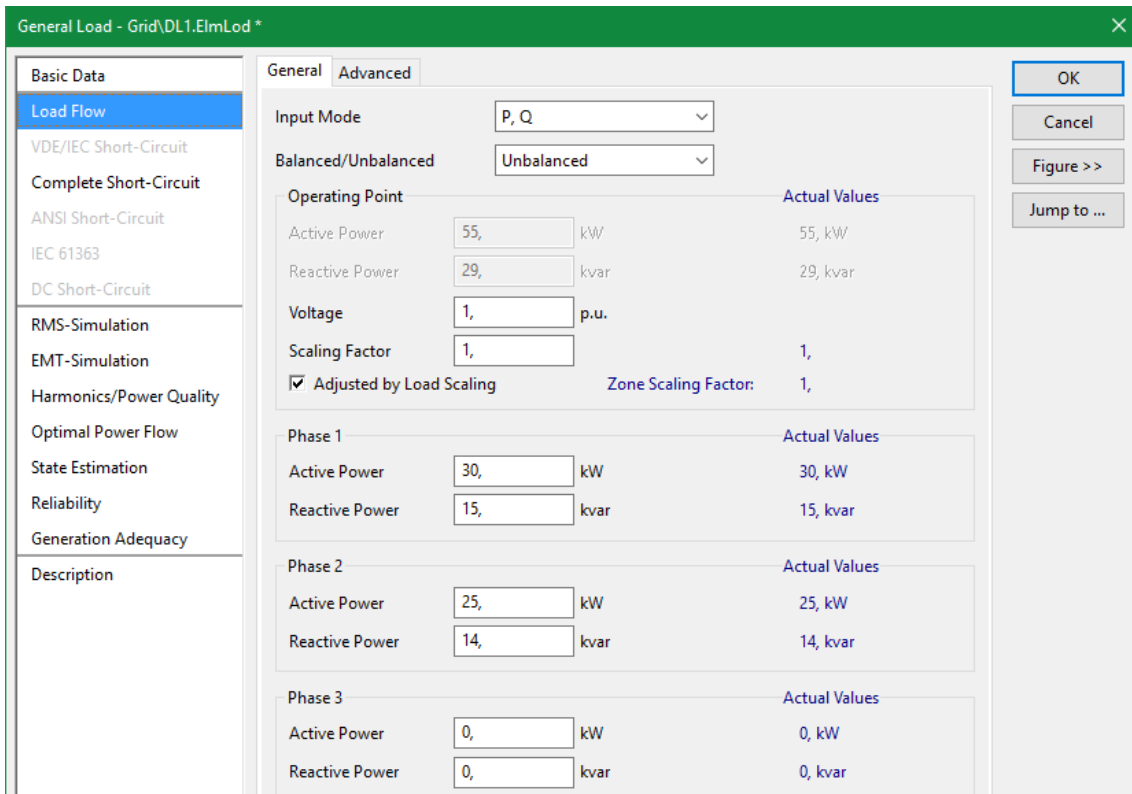 General Load - Grid\DL1.ElmLod *
Basic Data
Load Flow
VDE/IEC Short-Circuit
Complete Short-Circuit
ANSI Short-Circuit
IEC 61363
DC Short-Circuit
RMS-Simulation
EMT-Simulation
Harmonics/Power Quality
Optimal Power Flow
State Estimation
Reliability
Generation Adequacy
Description
General Advanced
Input Mode P, Q
Balanced/Unbalanced Unbalanced
Operating Point Actual Values
Active Power 55, kW 55, kW
Reactive Power 29, kvar 29, kvar
Voltage 1, p.u.
Scaling Factor 1, 1,
Adjusted by Load Scaling Zone Scaling Factor: 1,
Phase 1 Actual Values
Active Power 30, kW 30, kW
Reactive Power 15, kvar 15, kvar
Phase 2 Actual Values
Active Power 25, kW 25, kW
Reactive Power 14, kvar 14, kvar
Phase 3 Actual Values
Active Power 0, kW 0, kW
Reactive Power 0, kvar 0, kvar
OK
Cancel
Figure >>
Jump to ...